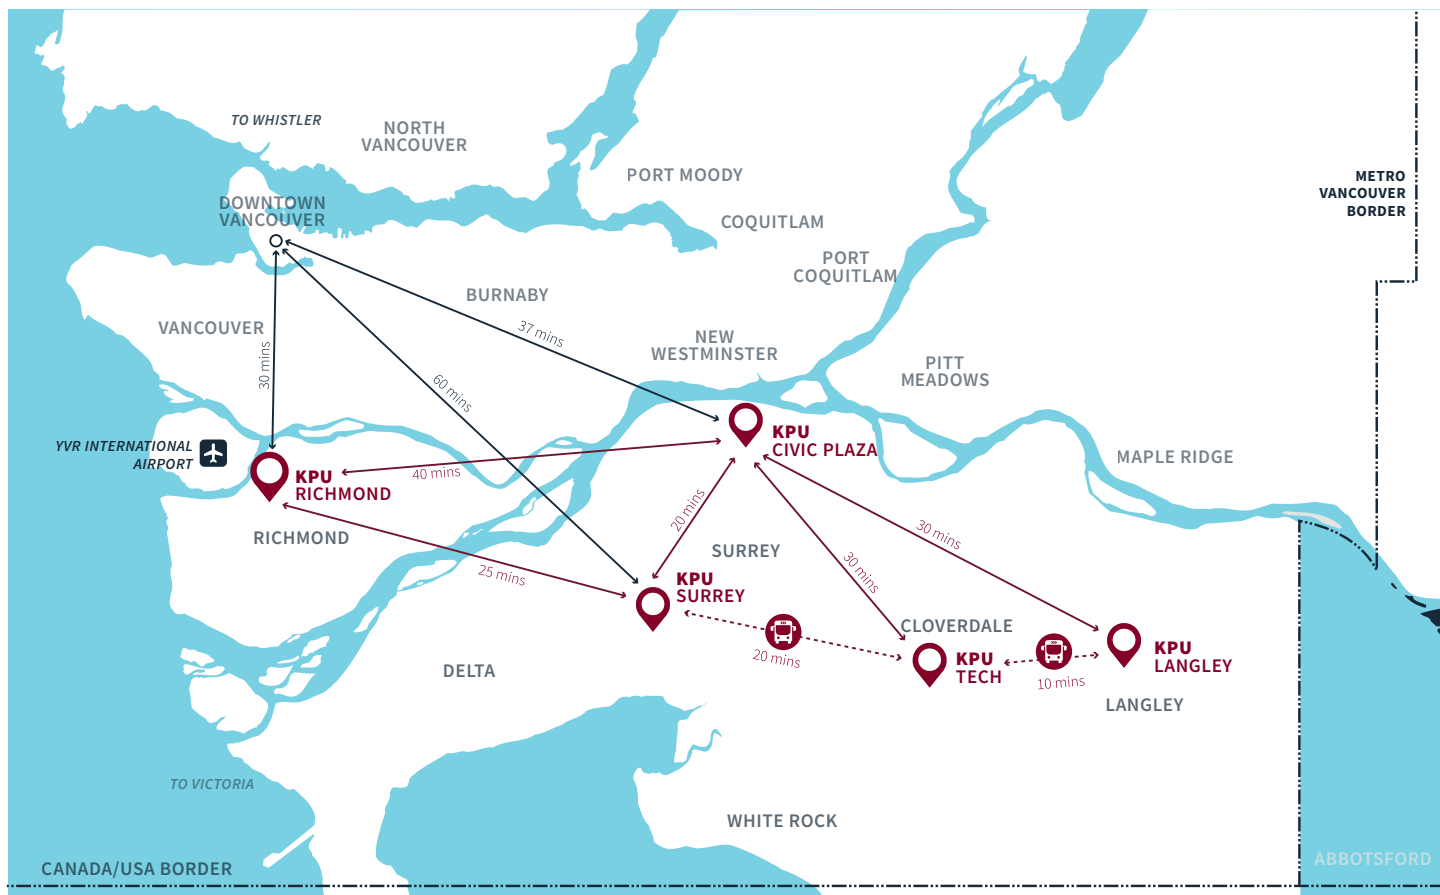 TO WHISTLER
NORTH
VANCOUVER
PORT MOODY
METRO
VANCOUVER
BORDER
DOWNTOWN
VANCOUVER
COQUITLAM
PORT
COQUITLAM
BURNABY
VANCOUVER
37 mins
30 mins
NEW
WESTMINSTER
PITT
MEADOWS
60 mins
YVR INTERNATIONAL
AIRPORT
KPU
CIVIC PLAZA
MAPLE RIDGE
KPU
RICHMOND
40 mins
20 mins
30 mins
RICHMOND
SURREY
25 mins
30 mins
KPU
SURREY
CLOVERDALE
20 mins
KPU
TECH
10 mins
KPU
LANGLEY
DELTA
LANGLEY
TO VICTORIA
WHITE ROCK
CANADA/USA BORDER
ABBOTSFORD